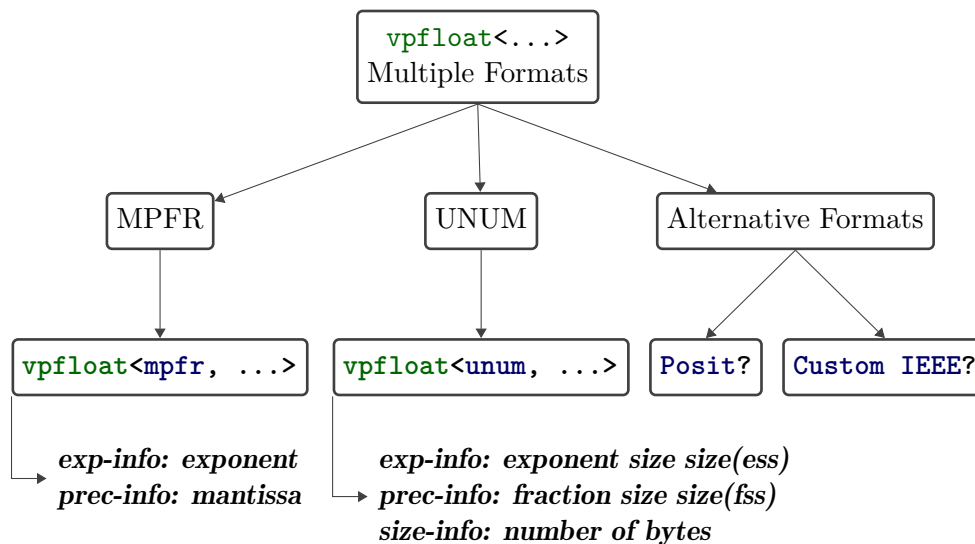 vpfloat<...>
Multiple Formats
MPFR
UNUM
Alternative Formats
vpfloat<mpfr, ...>
vpfloat<unum, ...>
Posit?
Custom IEEE?
exp-info: exponent
prec-info: mantissa
exp-info: exponent size size(ess)
prec-info: fraction size size(fss)
size-info: number of bytes